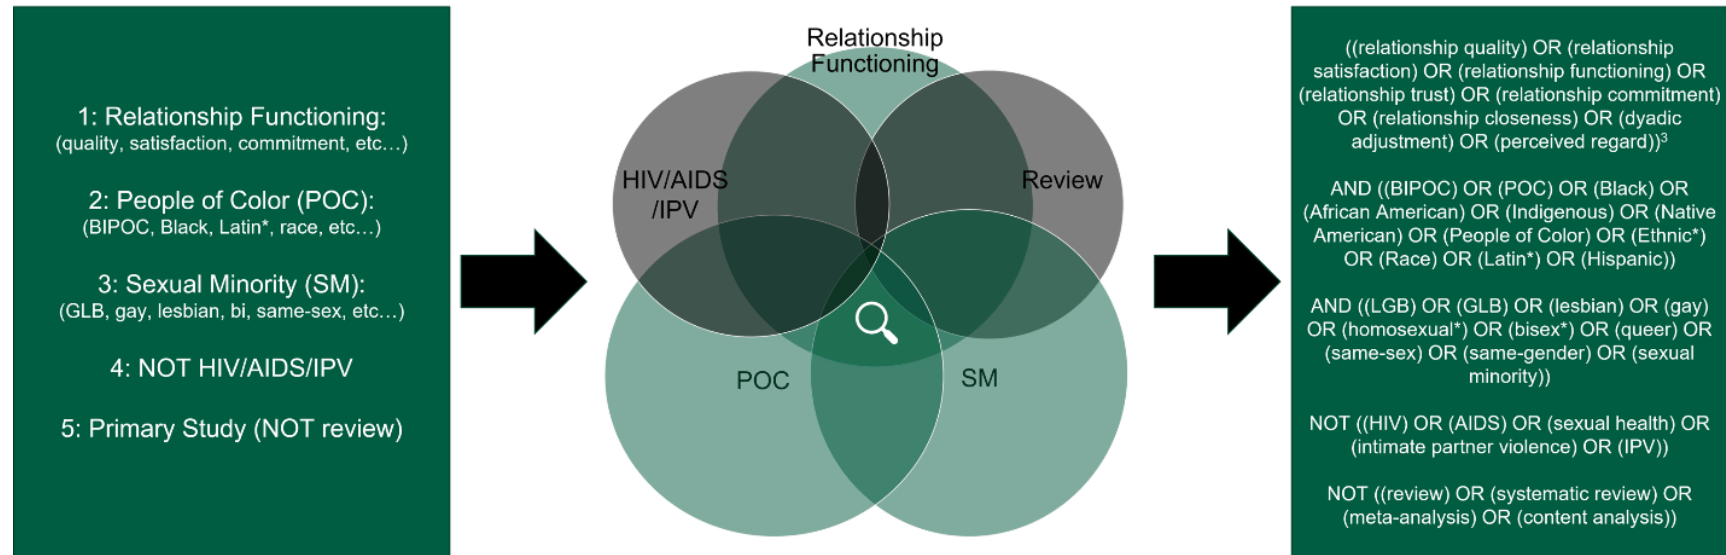 1: Relationship Functioning:
(quality, satisfaction, commitment, etc…)
2: People of Color (POC):
(BIPOC, Black, Latin*, race, etc…)
3: Sexual Minority (SM):
(GLB, gay, lesbian, bi, same-sex, etc…)
4: NOT HIV/AIDS/IPV
5: Primary Study (NOT review)
Relationship
Functioning
HIV/AIDS
/IPV
Review
POC
SM
((relationship quality) OR (relationship
satisfaction) OR (relationship functioning) OR
(relationship trust) OR (relationship commitment)
OR (relationship closeness) OR (dyadic
adjustment) OR (perceived regard))³
AND ((BIPOC) OR (POC) OR (Black) OR
(African American) OR (Indigenous) OR (Native
American) OR (People of Color) OR (Ethnic*)
OR (Race) OR (Latin*) OR (Hispanic))
AND ((LGB) OR (GLB) OR (lesbian) OR (gay)
OR (homosexual*) OR (bisex*) OR (queer) OR
(same-sex) OR (same-gender) OR (sexual
minority))
NOT ((HIV) OR (AIDS) OR (sexual health) OR
(intimate partner violence) OR (IPV))
NOT ((review) OR (systematic review) OR
(meta-analysis) OR (content analysis))